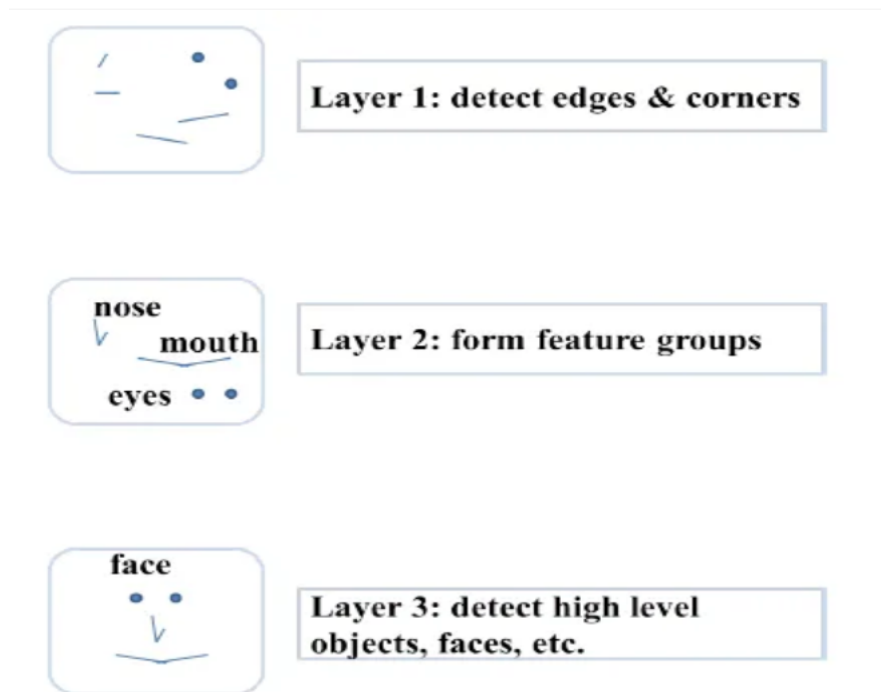 Layer 1: detect edges & corners
nose
mouth
eyes
Layer 2: form feature groups
face
Layer 3: detect high level
objects, faces, etc.